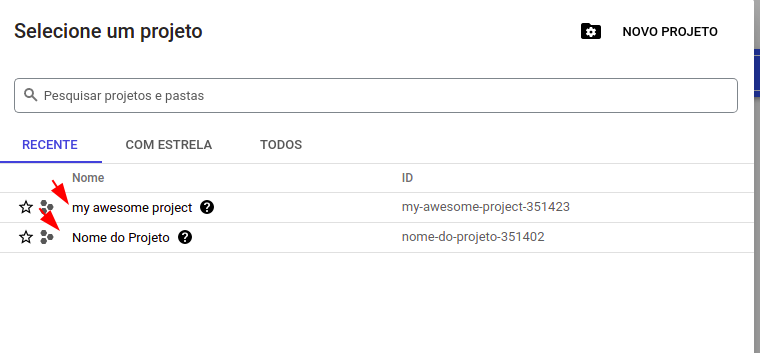 Selecione um projeto
NOVO PROJETO
Pesquisar projetos e pastas
RECENTE COM ESTRELA TODOS
Nome ID
my awesome project my-awesome-project-351423
Nome do Projeto nome-do-projeto-351402